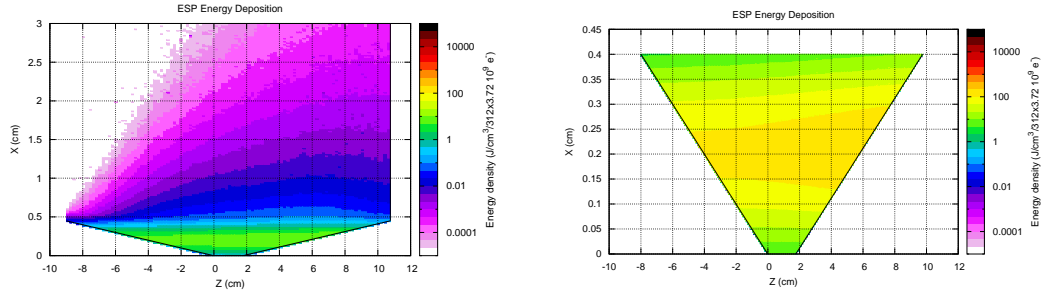 ESP Energy Deposition
3
2.5
2
1.5
1
0.5
0
X (cm)
-10 -8 -6 -4 -2 0 2 4 6 8 10 12
Z (cm)
10000
100
1
0.01
0.0001
Energy density (J/cm³/312x3.72 10⁹ e⁻)
ESP Energy Deposition
0.45
0.4
0.35
0.3
0.25
0.2
0.15
0.1
0.05
0
X (cm)
-10 -8 -6 -4 -2 0 2 4 6 8 10 12
Z (cm)
10000
100
1
0.01
0.0001
Energy density (J/cm³/312x3.72 10⁹ e⁻)